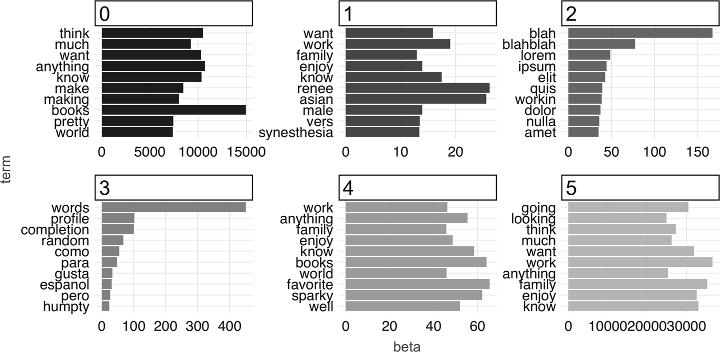 0
think
much
want
anything
know
make
making
books
pretty
world
0 5000 10000 15000
1
want
work
family
enjoy
know
renee
asian
male
vers
synesthesia
0 10 20
2
blah
blahblah
lorem
ipsum
elit
quis
workin
dolor
nulla
amet
0 50 100 150
term
3
words
profile
completion
random
como
para
gusta
espanol
pero
humpty
0 100 200 300 400
4
work
anything
family
enjoy
know
books
world
favorite
sparky
well
0 20 40 60
5
going
looking
think
much
want
work
anything
family
enjoy
know
0 10000 20000 30000
beta